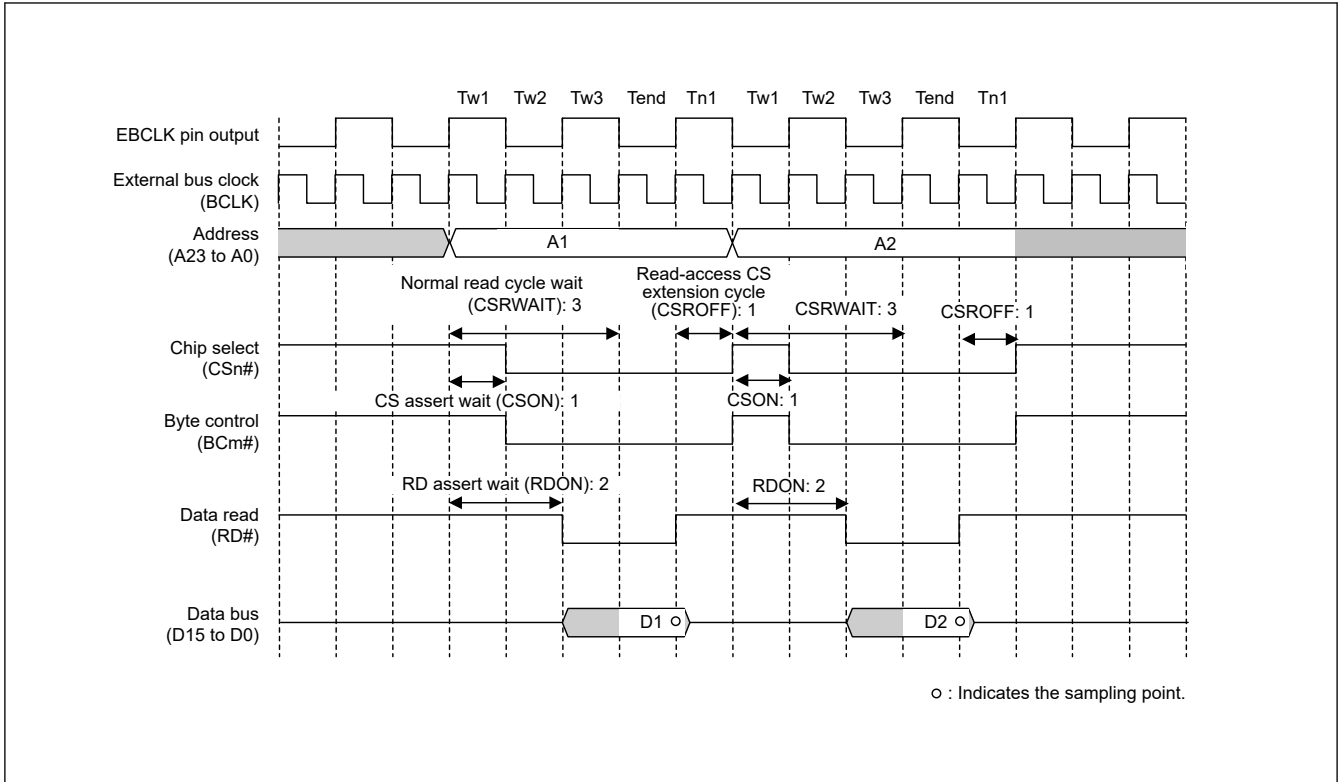 Tw1 Tw2 Tw3 Tend Tn1 Tw1 Tw2 Tw3 Tend Tn1
EBCLK pin output
External bus clock
(BCLK)
Address
(A23 to A0)
A1
A2
Normal read cycle wait
(CSRWAIT): 3
Read-access CS
extension cycle
(CSROFF): 1
CSRWAIT: 3
CSROFF: 1
Chip select
(CSn#)
CS assert wait (CSON): 1
CSON: 1
Byte control
(BCm#)
RD assert wait (RDON): 2
RDON: 2
Data read
(RD#)
Data bus
(D15 to D0)
D1
D2
: Indicates the sampling point.